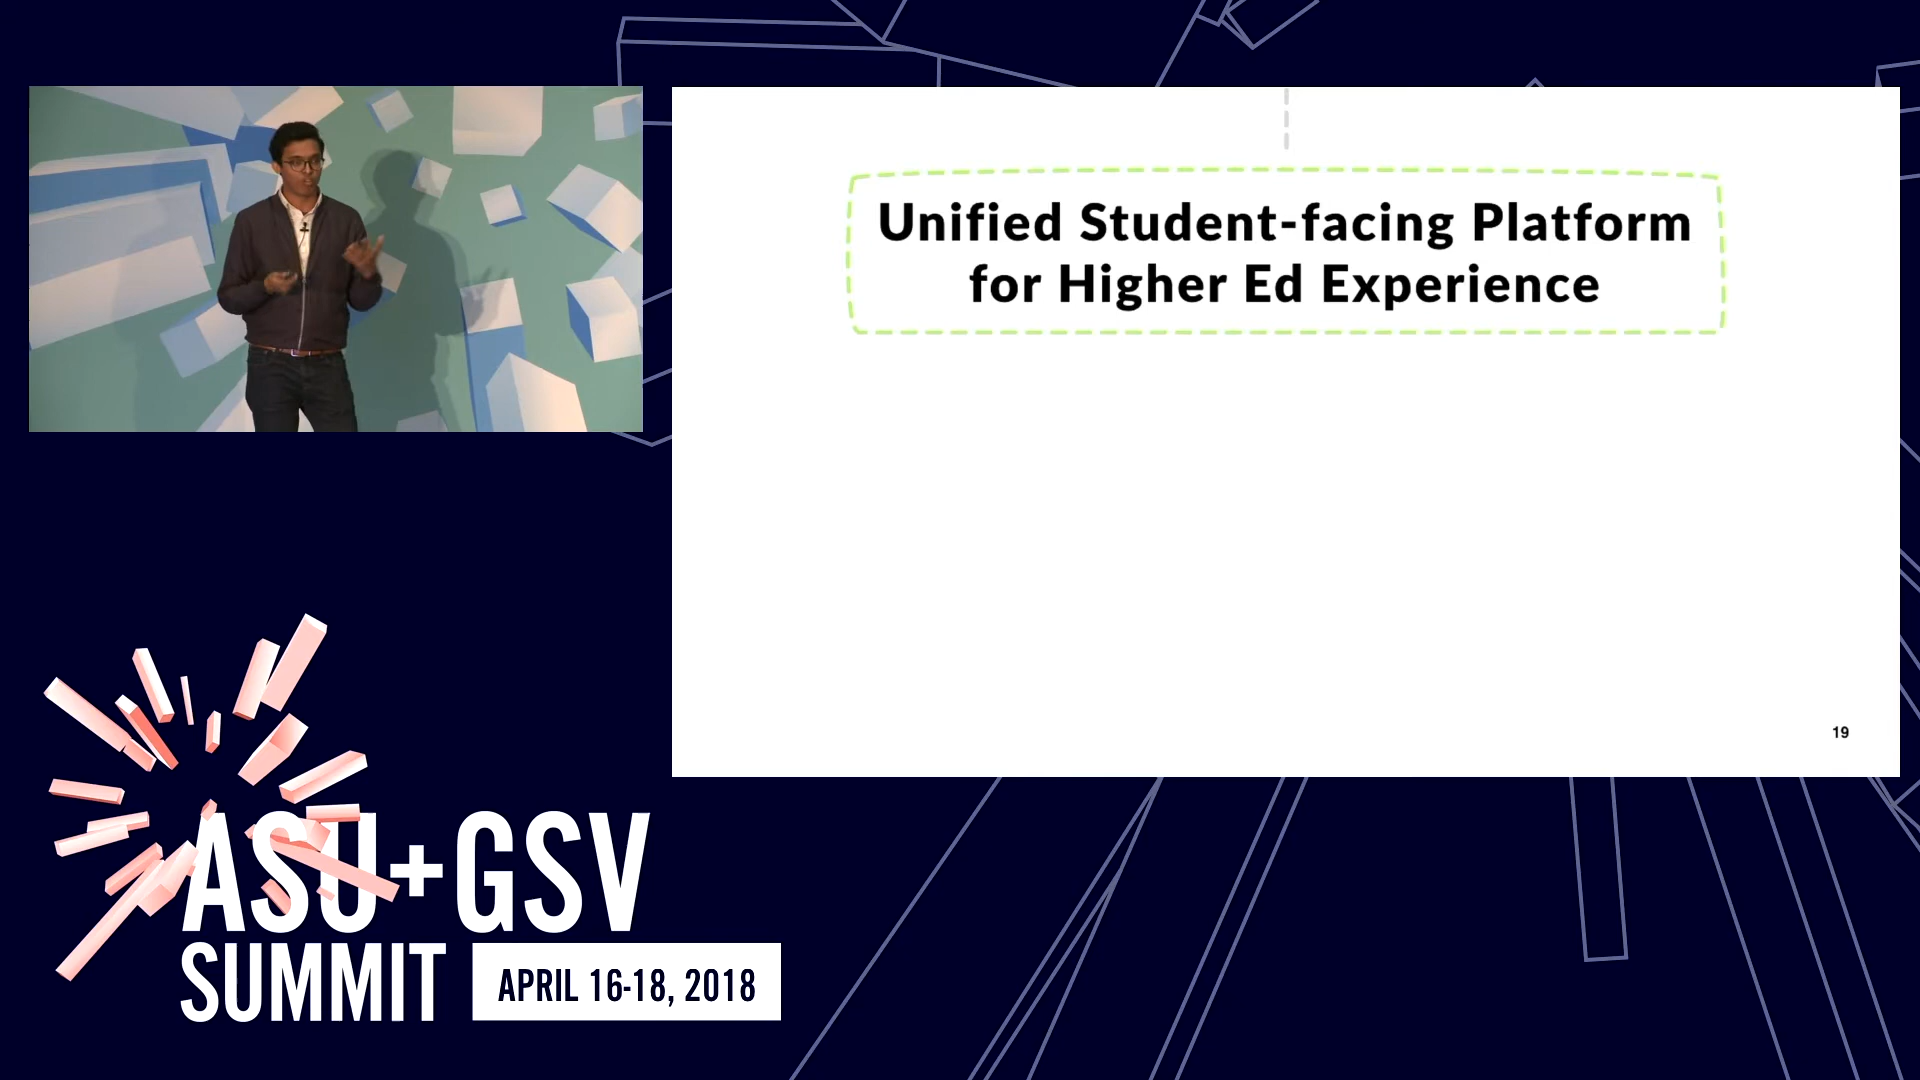 Unified Student-facing Platform
for Higher Ed Experience
19
ASU+GSV
SUMMIT
APRIL 16-18, 2018